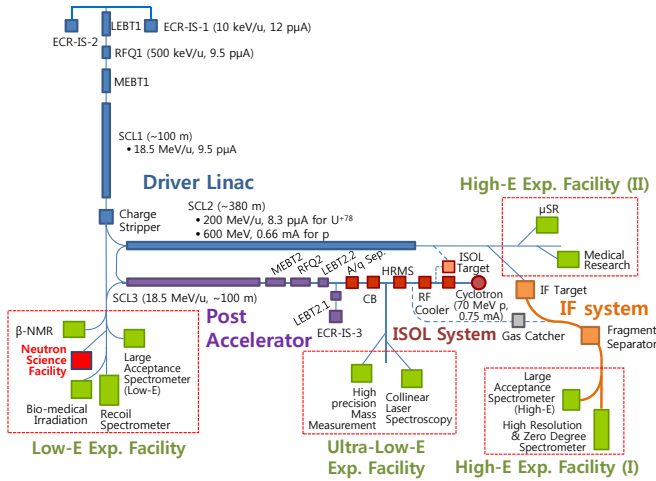 ECR-IS-2
LEBT1
ECR-IS-1 (10 keV/u, 12 pμA)
RFQ1 (500 keV/u, 9.5 pμA)
MEBT1
SCL1 (~100 m)
• 18.5 MeV/u, 9.5 pμA
Driver Linac
Charge
Stripper
SCL2 (~380 m)
• 200 MeV/u, 8.3 pμA for U+78
• 600 MeV, 0.66 mA for p
High-E Exp. Facility (II)
μSR
Medical
Research
SCL3 (18.5 MeV/u, ~100 m)
MEBT2
RFQ2
LEBT2.2
A/q Sep.
LEBT2.1
ECR-IS-3
CB
HRMS
RF
Cooler
ISOL
Target
Cyclotron
(70 MeV p,
0.75 mA)
Post
Accelerator
ISOL System
IF Target
IF system
Gas Catcher
Fragment
Separator
β-NMR
Neutron
Science
Facility
Bio-medical
Irradiation
Large
Acceptance
Spectrometer
(Low-E)
Recoil
Spectrometer
Low-E Exp. Facility
High
precision
Mass
Measurement
Collinear
Laser
Spectroscopy
Ultra-Low-E
Exp. Facility
Large
Acceptance
Spectrometer
(High-E)
High Resolution
& Zero Degree
Spectrometer
High-E Exp. Facility (I)